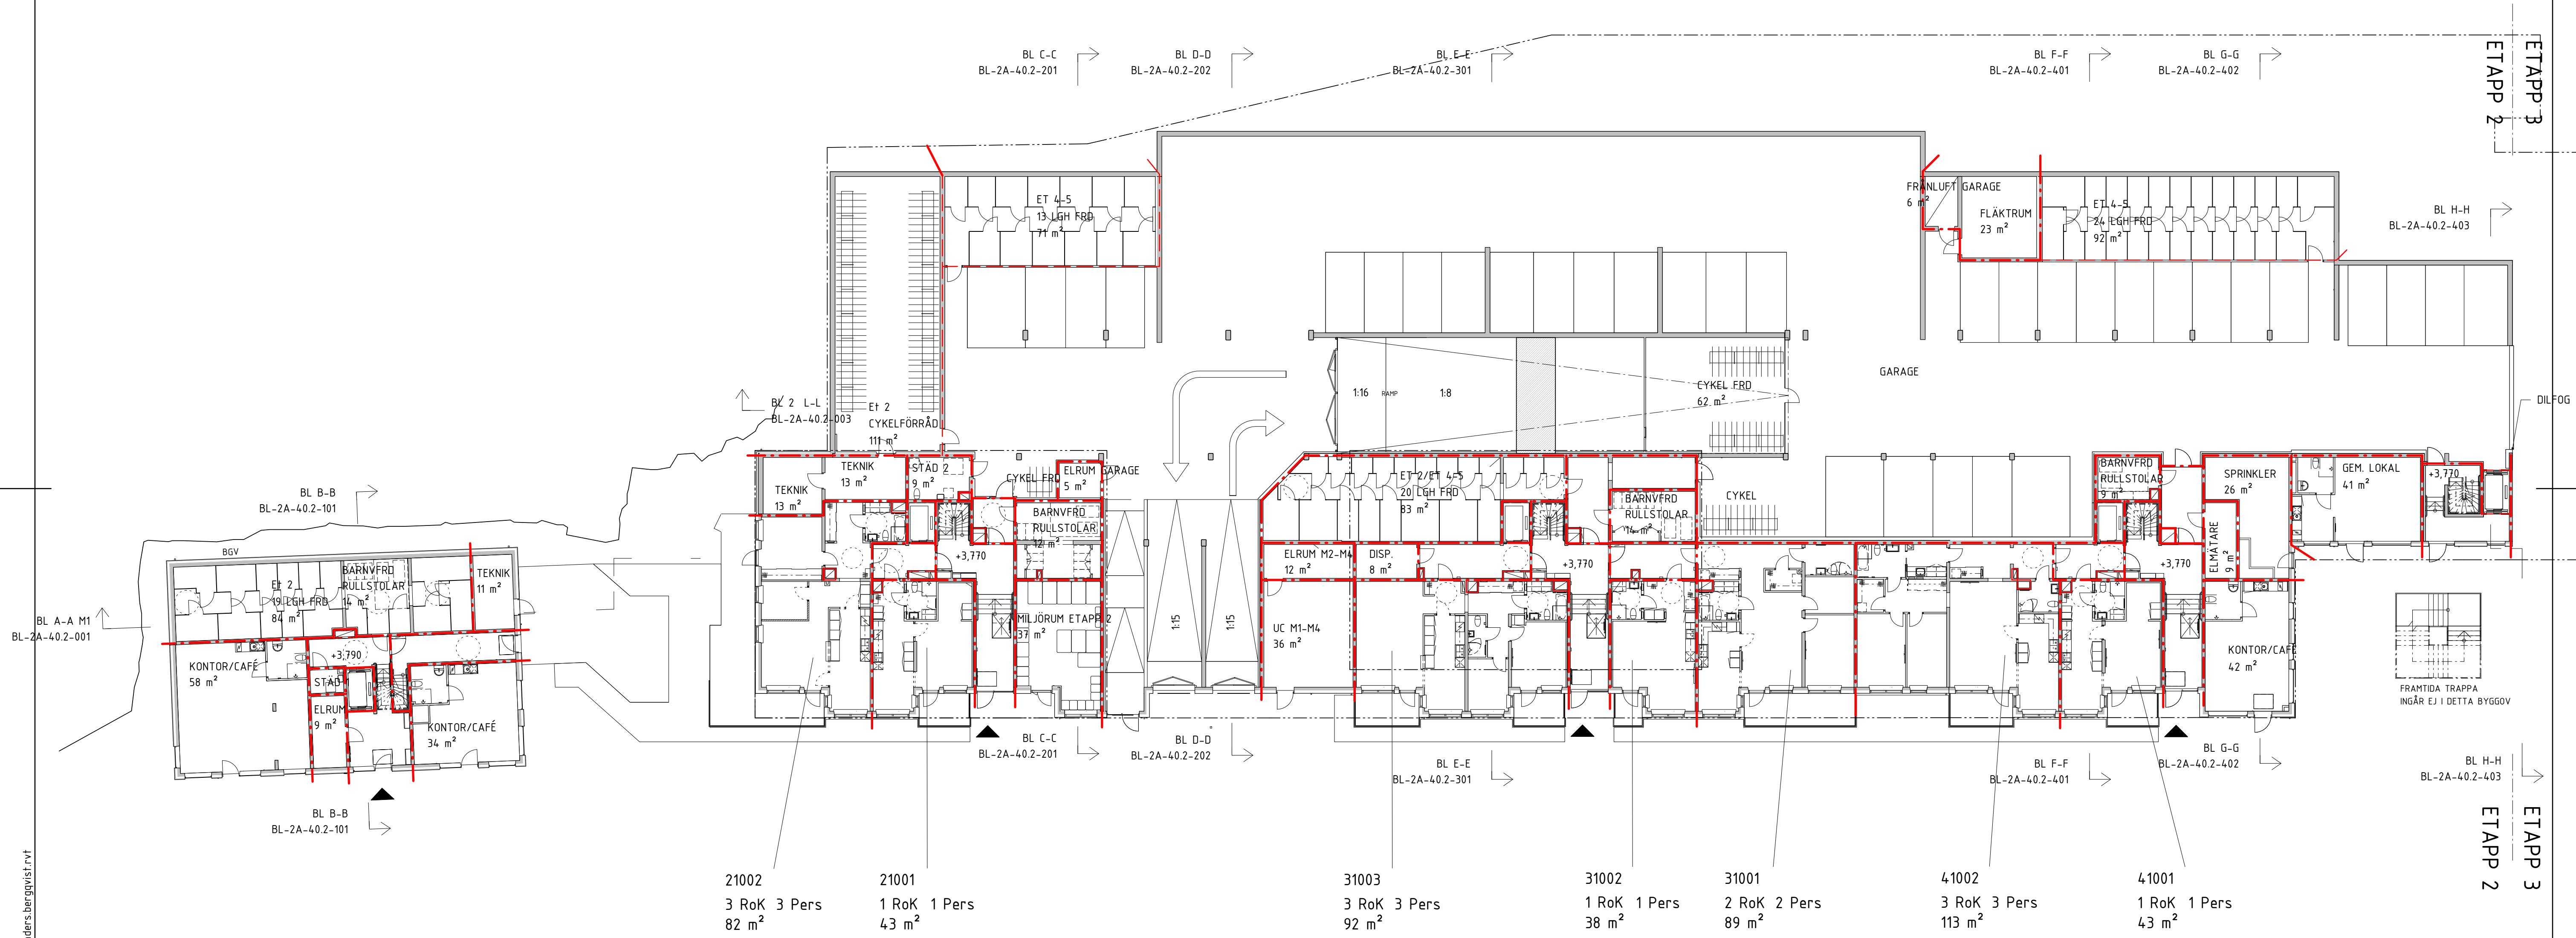 BL C-C
BL-2A-40.2-201
BL D-D
BL-2A-40.2-202
BL E-E
BL-2A-40.2-301
BL F-F
BL-2A-40.2-401
BL G-G
BL-2A-40.2-402
ETAPP 2
ETAPP 3
BL H-H
BL-2A-40.2-403
ET 4-5
13 LGH FRD
71 m²
FRÅNLUFT GARAGE
6 m²
FLÄKTRUM
23 m²
ET 4-5
24 LGH FRD
92 m²
BL 2 L-L
BL-2A-40.2-003
Et 2
CYKELFÖRRÅD
111 m²
1:16
RAMP
1:8
CYKEL FRD
62 m²
GARAGE
DILFOG
TEKNIK
13 m²
TEKNIK
13 m²
STÄD 2
9 m²
CYKEL FRD
ELRUM GARAGE
5 m²
BARNVFRD
RULLSTOLAR
12 m²
+3,770
MILJÖRUM ETAPP 2
37 m²
1:15
1:15
ET 2/ET 4-5
20 LGH FRD
83 m²
ELRUM M2-M4
12 m²
DISP.
8 m²
UC M1-M4
36 m²
+3,770
BARNVFRD
RULLSTOLAR
14 m²
CYKEL
BARNVFRD
RULLSTOLAR
9 m²
+3,770
SPRINKLER
26 m²
ELMÄTARE
9 m²
GEM. LOKAL
41 m²
+3,770
KONTOR/CAFÉ
42 m²
FRAMTIDA TRAPPA
INGÅR EJ I DETTA BYGGOV
BL B-B
BL-2A-40.2-101
BGV
BL A-A M1
BL-2A-40.2-001
Et 2
19 LGH FRD
84 m²
BARNVFRD
RULLSTOLAR
14 m²
TEKNIK
11 m²
KONTOR/CAFÉ
58 m²
+3,790
STÄD
ELRUM
9 m²
KONTOR/CAFÉ
34 m²
BL B-B
BL-2A-40.2-101
BL C-C
BL-2A-40.2-201
BL D-D
BL-2A-40.2-202
BL E-E
BL-2A-40.2-301
BL F-F
BL-2A-40.2-401
BL G-G
BL-2A-40.2-402
BL H-H
BL-2A-40.2-403
ETAPP 2
ETAPP 3
21002
3 RoK 3 Pers
82 m²
21001
1 RoK 1 Pers
43 m²
31003
3 RoK 3 Pers
92 m²
31002
1 RoK 1 Pers
38 m²
31001
2 RoK 2 Pers
89 m²
41002
3 RoK 3 Pers
113 m²
41001
1 RoK 1 Pers
43 m²
nders.bergqvist.rvt